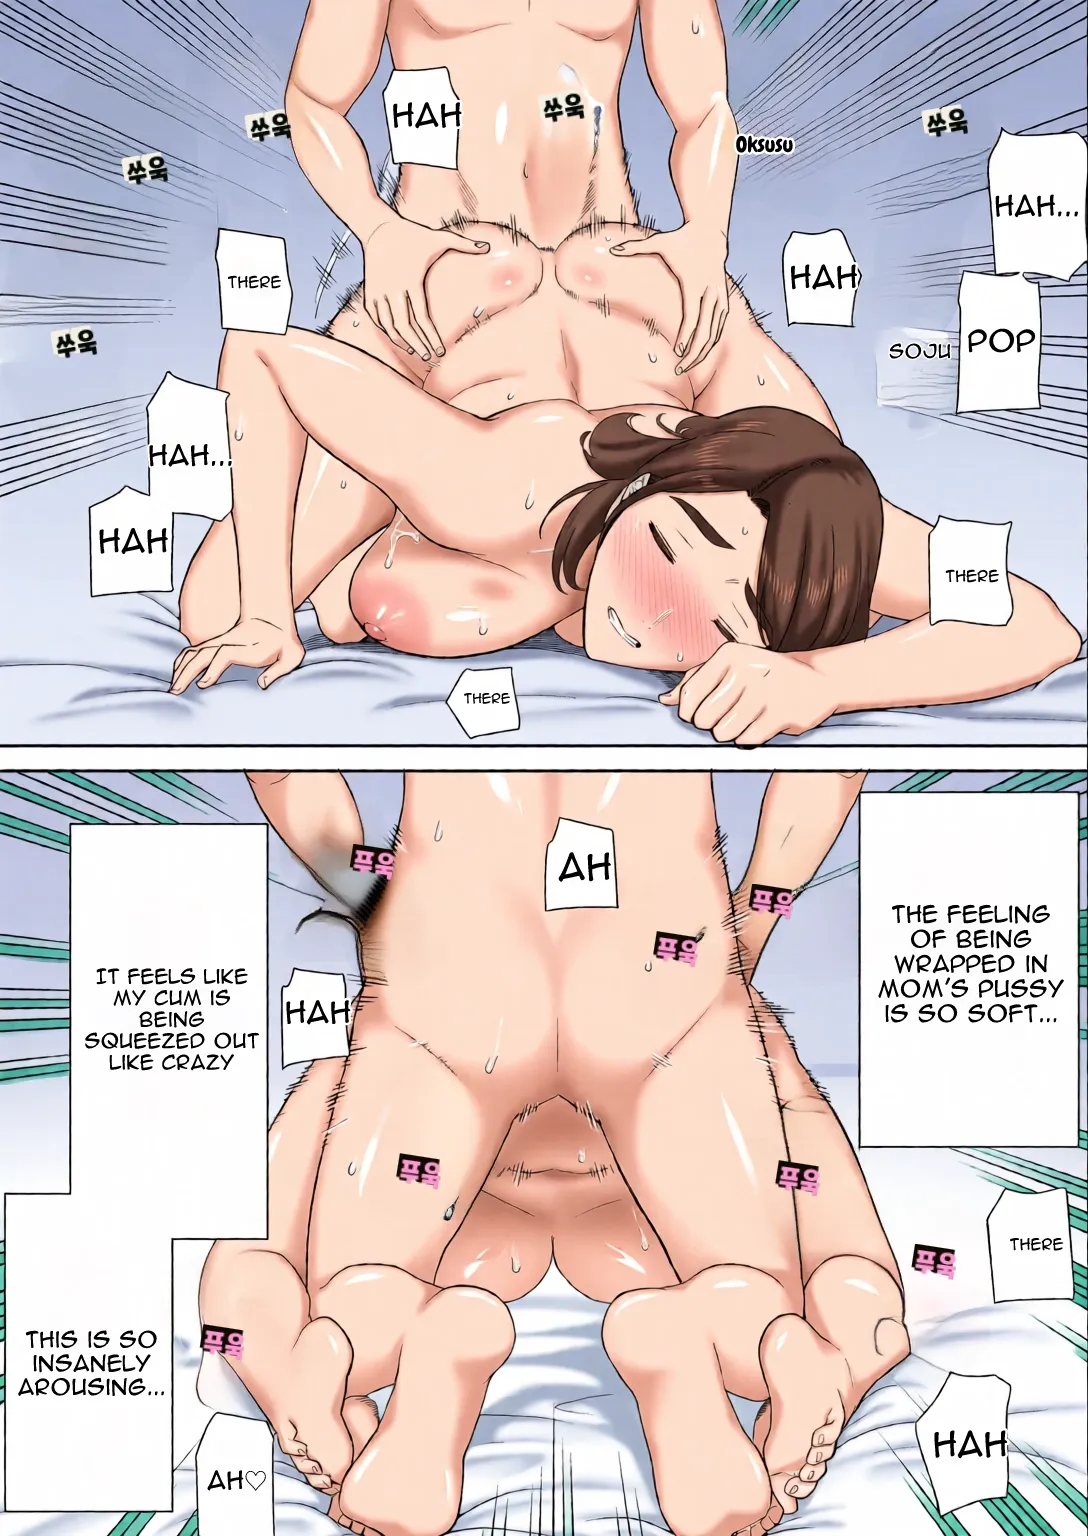 쑤욱
HAH
쑤욱
쑤욱
Oksusu
쑤욱
HAH...
THERE
HAH
쑤욱
SOJU
POP
HAH...
HAH
THERE
THERE
푸욱
AH
푸욱
푸욱
THE FEELING
OF BEING
WRAPPED IN
MOM'S PUSSY
IS SO SOFT...
IT FEELS LIKE
MY CUM IS
BEING
SQUEEZED OUT
LIKE CRAZY
HAH
푸욱
푸욱
THERE
푸욱
푸욱
THIS IS SO
INSANELY
AROUSING...
HAH
AH♡